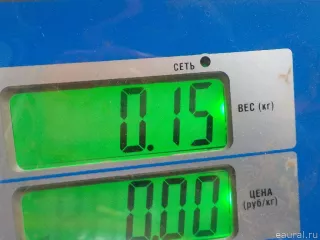 СЕТЬ
0.15
ВЕС (кг)
0.00
ЦЕНА
(руб/кг)
eaural.ru